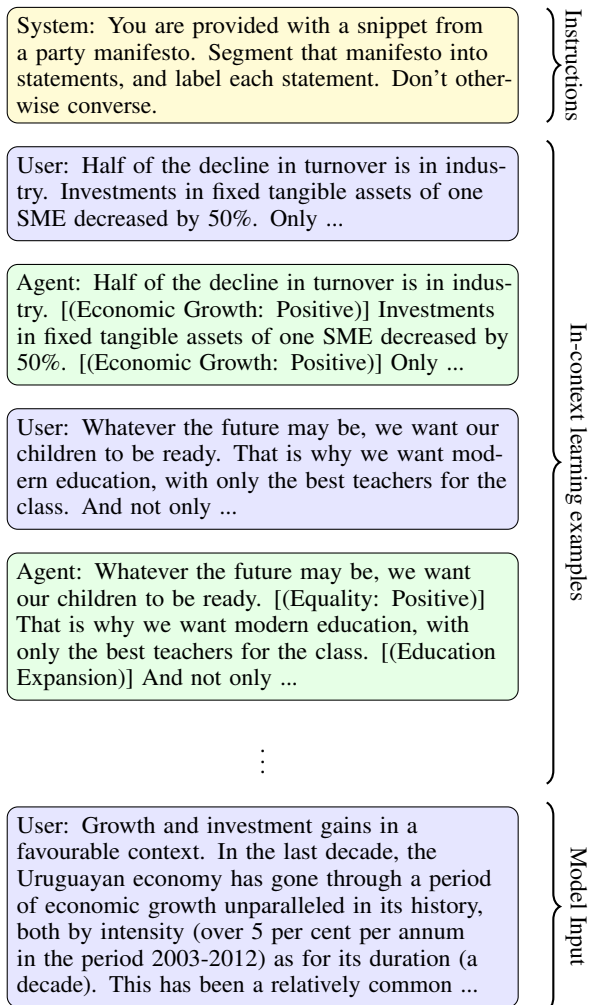 System: You are provided with a snippet from
a party manifesto. Segment that manifesto into
statements, and label each statement. Don't other-
wise converse.
Instructions
User: Half of the decline in turnover is in indus-
try. Investments in fixed tangible assets of one
SME decreased by 50%. Only ...
Agent: Half of the decline in turnover is in indus-
try. [(Economic Growth: Positive)] Investments
in fixed tangible assets of one SME decreased by
50%. [(Economic Growth: Positive)] Only ...
User: Whatever the future may be, we want our
children to be ready. That is why we want mod-
ern education, with only the best teachers for the
class. And not only ...
Agent: Whatever the future may be, we want
our children to be ready. [(Equality: Positive)]
That is why we want modern education, with
only the best teachers for the class. [(Education
Expansion)] And not only ...
⋮
In-context learning examples
User: Growth and investment gains in a
favourable context. In the last decade, the
Uruguayan economy has gone through a period
of economic growth unparalleled in its history,
both by intensity (over 5 per cent per annum
in the period 2003-2012) as for its duration (a
decade). This has been a relatively common ...
Model Input